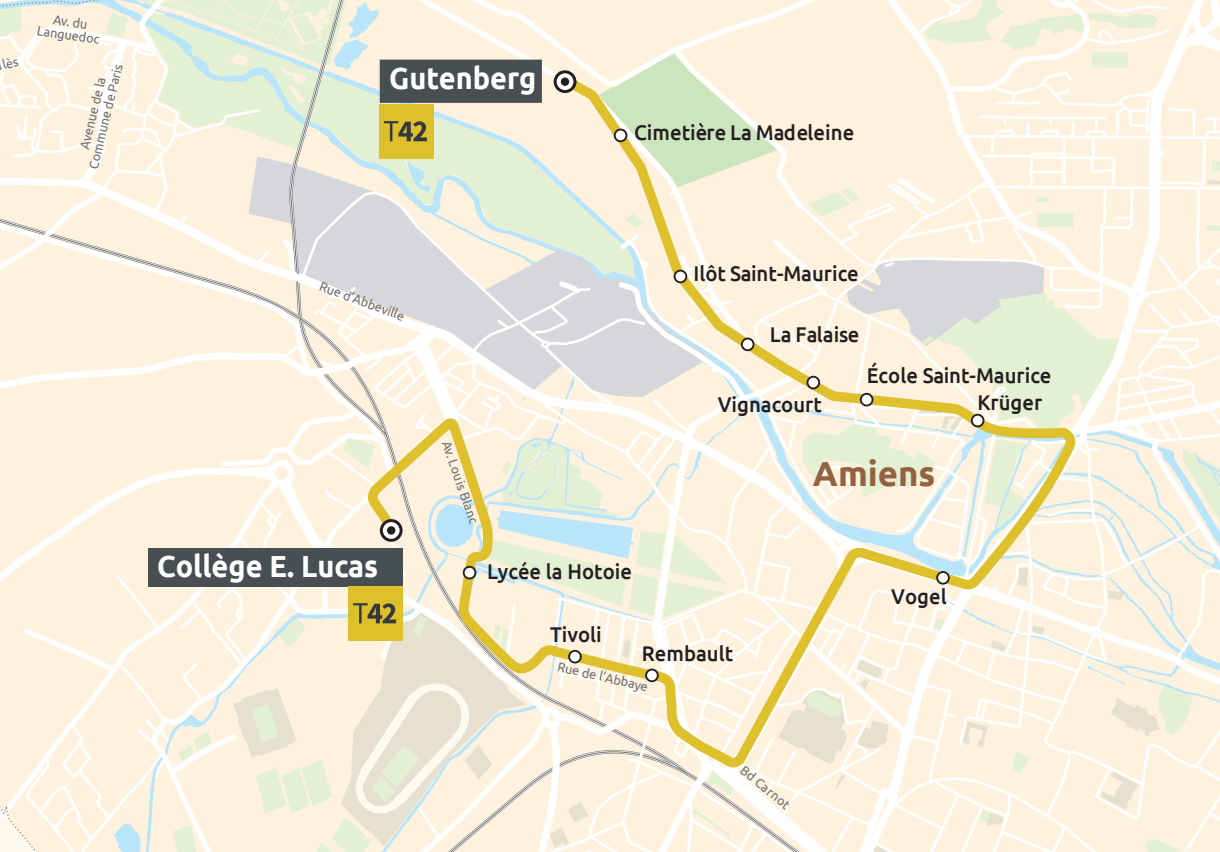 Av. du
Languedoc
Avenue de la
Commune de Paris
Gutenberg
T42
Cimetière La Madeleine
Ilôt Saint-Maurice
Rue d'Abbeville
La Falaise
École Saint-Maurice
Vignacourt
Krüger
Amiens
Av. Louis Blanc
Collège E. Lucas
T42
Lycée la Hotoie
Vogel
Tivoli
Rembault
Rue de l'Abbaye
Bd Carnot